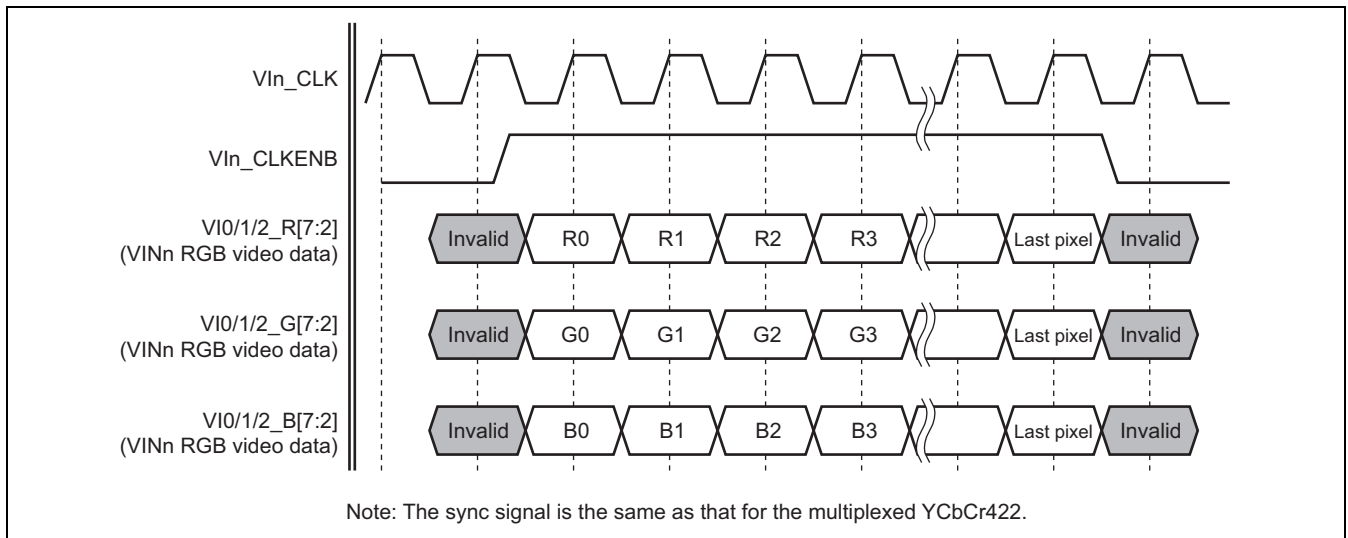 VIn_CLK
VIn_CLKENB
VI0/1/2_R[7:2]
(VINn RGB video data)
Invalid R0 R1 R2 R3 Last pixel Invalid
VI0/1/2_G[7:2]
(VINn RGB video data)
Invalid G0 G1 G2 G3 Last pixel Invalid
VI0/1/2_B[7:2]
(VINn RGB video data)
Invalid B0 B1 B2 B3 Last pixel Invalid
Note: The sync signal is the same as that for the multiplexed YCbCr422.